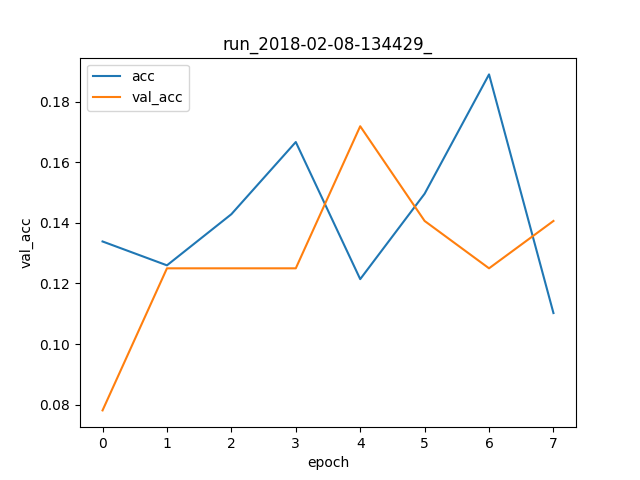 run_2018-02-08-134429_
acc
val_acc
val_acc
0.18
0.16
0.14
0.12
0.10
0.08
0 1 2 3 4 5 6 7
epoch